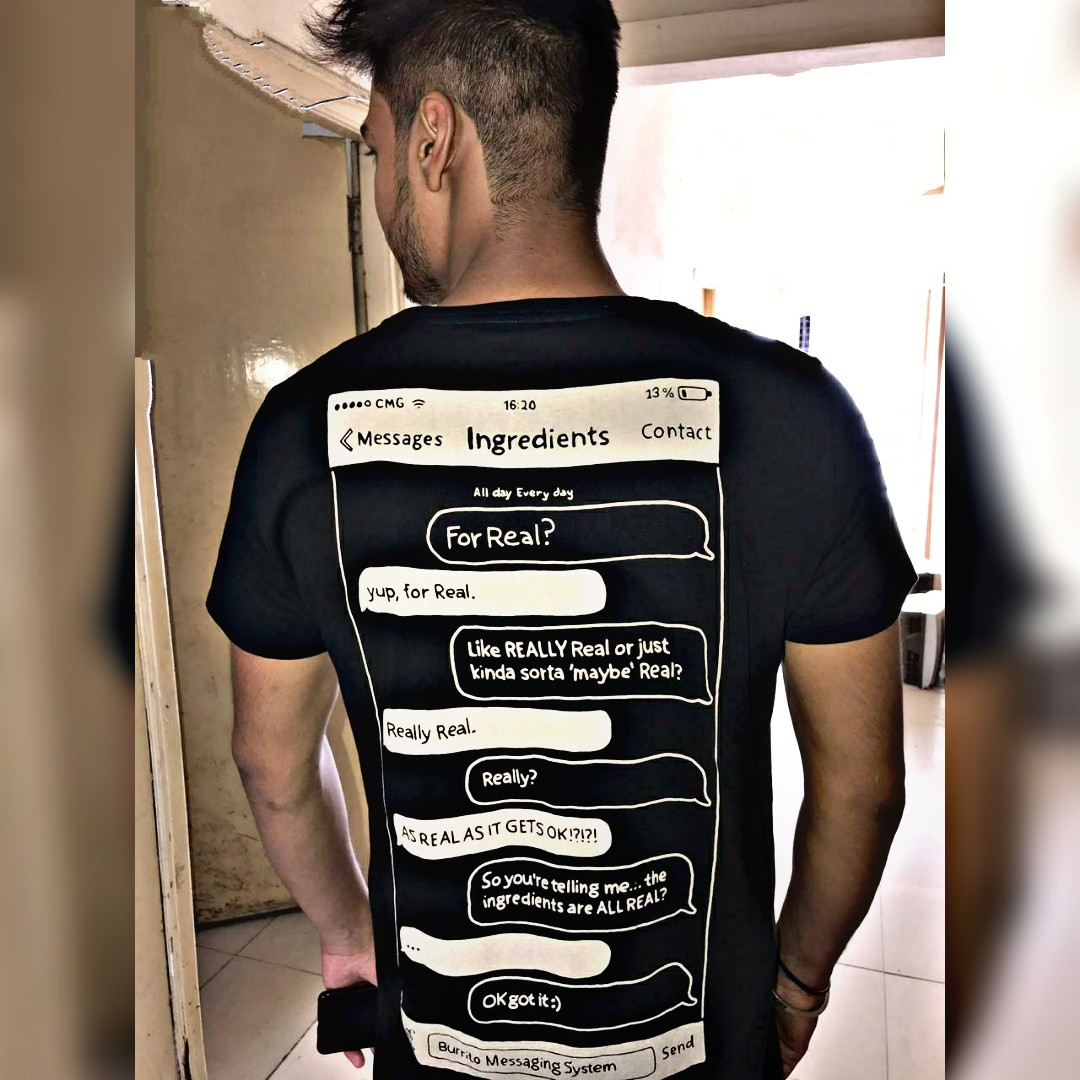 ●●●●○ CMG 16:20 13%
< Messages Ingredients Contact
All day Every day
For Real?
yup, for Real.
Like REALLY Real or just
kinda sorta 'maybe' Real?
Really Real.
Really?
AS REAL AS IT GETS OK!?!?!
So you're telling me... the
ingredients are ALL REAL?
...
OK got it :)
Burrito Messaging System Send